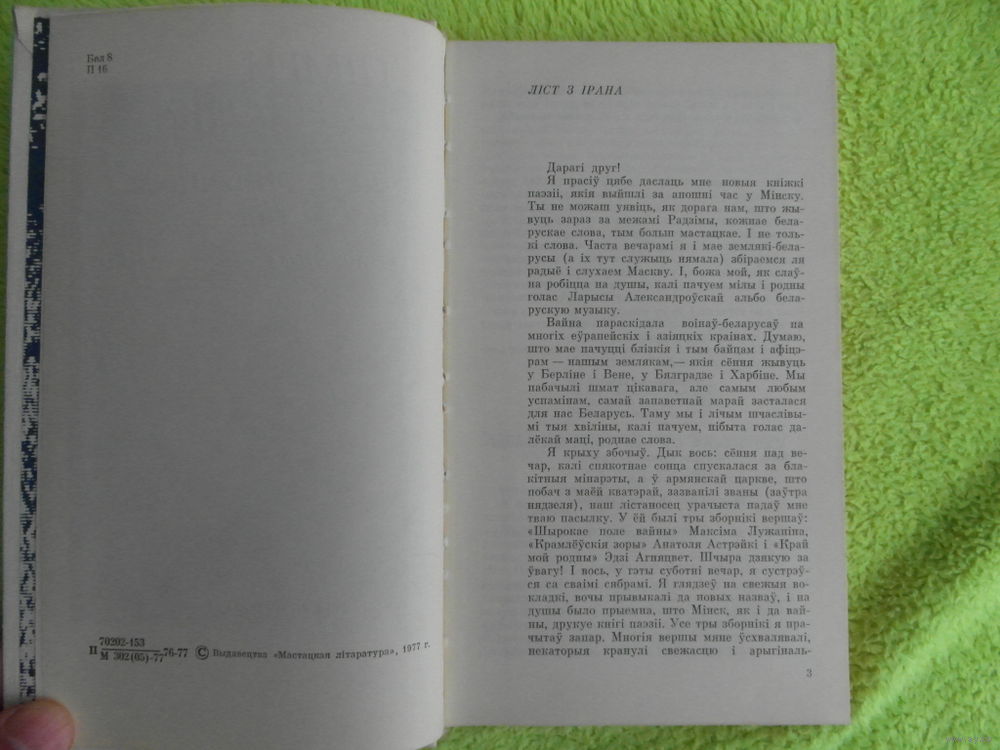 Бел 8
П 16
70202-153
П ———— 76-77 © Выдавецтва «Мастацкая літаратура», 1977 г.
М 302(05)-77
ЛІСТ З ІРАНА
Дарагі друг!
Я прасіў цябе даслаць мне новыя кніжкі
паэзіі, якія выйшлі за апошні час у Мінску.
Ты не можаш уявіць, як дорага нам, што жы-
вуць зараз за межамі Радзімы, кожнае бела-
рускае слова, тым больш мастацкае. І не толь-
кі слова. Часта вечарамі я і мае землякі-бела-
русы (а іх тут служыць нямала) збіраемся ля
радыё і слухаем Маскву. І, божа мой, як слаў-
на робіцца на душы, калі пачуем мілы і родны
голас Ларысы Александроўскай альбо бела-
рускую музыку.
Вайна параскідала воінаў-беларусаў па
многіх еўрапейскіх і азіяцкіх краінах. Думаю,
што мае пачуцці блізкія і тым байцам і афіцэ-
рам — нашым землякам,— якія сёння жывуць
у Берліне і Вене, у Бялградзе і Харбіне. Мы
пабачылі шмат цікавага, але самым любым
успамінам, самай запаветнай марай засталася
для нас Беларусь. Таму мы і лічым шчаслівы-
мі тыя хвіліны, калі пачуем, нібыта голас да-
лёкай маці, роднае слова.
Я крыху збочыў. Дык вось: сёння пад ве-
чар, калі спякотнае сонца спускалася за бла-
кітныя мінарэты, а ў армянскай царкве, што
побач з маёй кватэрай, зазванілі званы (заўтра
нядзеля), наш лістаносец урачыста падаў мне
тваю пасылку. У ёй былі тры зборнікі вершаў:
«Шырокае поле вайны» Максіма Лужаніна,
«Крамлёўскія зоры» Анатоля Астрэйкі і «Край
мой родны» Эдзі Агняцвет. Шчыра дзякую за
ўвагу! І вось, у гэты суботні вечар, я сустрэў-
ся са сваімі сябрамі. Я глядзеў на свежыя во-
кладкі, вочы прывыкалі да новых назваў, і на
душы было прыемна, што Мінск, як і да вай-
ны, друкуе кнігі паэзіі. Усе тры зборнікі я пра-
чытаў запар. Многія вершы мяне ўсхвалявалі,
некаторыя кранулі свежасцю і арыгіналь-
3